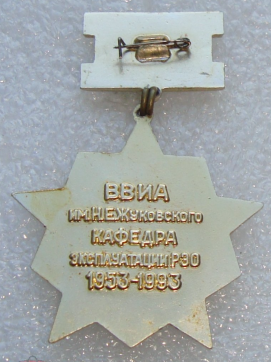 ВВИА
ИМ.Н.Е.ЖУКОВСКОГО
КАФЕДРА
ЭКСПЛУАТАЦИИ РЭО
1953-1993